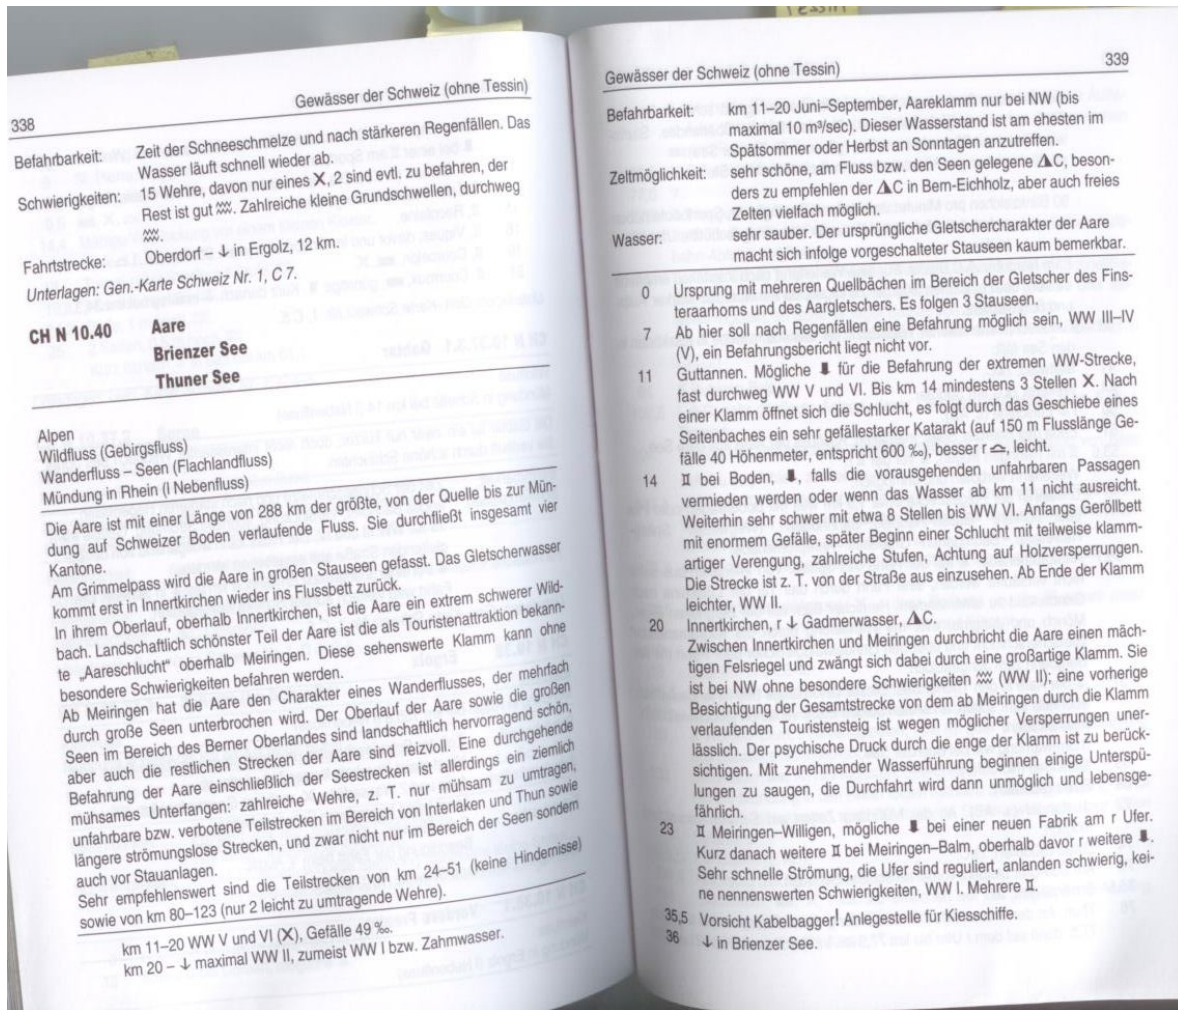 338
Gewässer der Schweiz (ohne Tessin)
Befahrbarkeit: Zeit der Schneeschmelze und nach stärkeren Regenfällen. Das
Wasser läuft schnell wieder ab.
Schwierigkeiten: 15 Wehre, davon nur eines X, 2 sind evtl. zu befahren, der
Rest ist gut. Zahlreiche kleine Grundschwellen, durchweg
Fahrtstrecke: Oberdorf – ↓ in Ergolz, 12 km.
Unterlagen: Gen.-Karte Schweiz Nr. 1, C 7.
CH N 10.40 Aare
Brienzer See
Thuner See
Alpen
Wildfluss (Gebirgsfluss)
Wanderfluss – Seen (Flachlandfluss)
Mündung in Rhein (l Nebenfluss)
Die Aare ist mit einer Länge von 288 km der größte, von der Quelle bis zur Mün-
dung auf Schweizer Boden verlaufende Fluss. Sie durchfließt insgesamt vier
Kantone.
Am Grimmelpass wird die Aare in großen Stauseen gefasst. Das Gletscherwasser
kommt erst in Innertkirchen wieder ins Flussbett zurück.
In ihrem Oberlauf, oberhalb Innertkirchen, ist die Aare ein extrem schwerer Wild-
bach. Landschaftlich schönster Teil der Aare ist die als Touristenattraktion bekann-
te „Aareschlucht" oberhalb Meiringen. Diese sehenswerte Klamm kann ohne
besondere Schwierigkeiten befahren werden.
Ab Meiringen hat die Aare den Charakter eines Wanderflusses, der mehrfach
durch große Seen unterbrochen wird. Der Oberlauf der Aare sowie die großen
Seen im Bereich des Berner Oberlandes sind landschaftlich hervorragend schön,
aber auch die restlichen Strecken der Aare sind reizvoll. Eine durchgehende
Befahrung der Aare einschließlich der Seestrecken ist allerdings ein ziemlich
mühsames Unterfangen: zahlreiche Wehre, z. T. nur mühsam zu umtragen,
unfahrbare bzw. verbotene Teilstrecken im Bereich von Interlaken und Thun sowie
längere strömungslose Strecken, und zwar nicht nur im Bereich der Seen sondern
auch vor Stauanlagen.
Sehr empfehlenswert sind die Teilstrecken von km 24–51 (keine Hindernisse)
sowie von km 80–123 (nur 2 leicht zu umtragende Wehre).
km 11–20 WW V und VI (X), Gefälle 49 ‰.
km 20 – ↓ maximal WW II, zumeist WW I bzw. Zahmwasser.
Gewässer der Schweiz (ohne Tessin)
339
Befahrbarkeit: km 11–20 Juni–September, Aareklamm nur bei NW (bis
maximal 10 m³/sec). Dieser Wasserstand ist am ehesten im
Spätsommer oder Herbst an Sonntagen anzutreffen.
Zeltmöglichkeit: sehr schöne, am Fluss bzw. den Seen gelegene C, beson-
ders zu empfehlen der C in Bern-Eichholz, aber auch freies
Zelten vielfach möglich.
Wasser: sehr sauber. Der ursprüngliche Gletschercharakter der Aare
macht sich infolge vorgeschalteter Stauseen kaum bemerkbar.
0 Ursprung mit mehreren Quellbächen im Bereich der Gletscher des Fins-
teraarhorns und des Aargletschers. Es folgen 3 Stauseen.
7 Ab hier soll nach Regenfällen eine Befahrung möglich sein, WW III–IV
(V), ein Befahrungsbericht liegt nicht vor.
11 Guttannen. Mögliche ⬇ für die Befahrung der extremen WW-Strecke,
fast durchweg WW V und VI. Bis km 14 mindestens 3 Stellen X. Nach
einer Klamm öffnet sich die Schlucht, es folgt durch das Geschiebe eines
Seitenbaches ein sehr gefällestarker Katarakt (auf 150 m Flusslänge Ge-
fälle 40 Höhenmeter, entspricht 600 ‰), besser r, leicht.
14 bei Boden, ⬇, falls die vorausgehenden unfahrbaren Passagen
vermieden werden oder wenn das Wasser ab km 11 nicht ausreicht.
Weiterhin sehr schwer mit etwa 8 Stellen bis WW VI. Anfangs Geröllbett
mit enormem Gefälle, später Beginn einer Schlucht mit teilweise klamm-
artiger Verengung, zahlreiche Stufen, Achtung auf Holzversperrungen.
Die Strecke ist z. T. von der Straße aus einzusehen. Ab Ende der Klamm
leichter, WW II.
20 Innertkirchen, r ↓ Gadmerwasser, C.
Zwischen Innertkirchen und Meiringen durchbricht die Aare einen mäch-
tigen Felsriegel und zwängt sich dabei durch eine großartige Klamm. Sie
ist bei NW ohne besondere Schwierigkeiten (WW II); eine vorherige
Besichtigung der Gesamtstrecke von dem ab Meiringen durch die Klamm
verlaufenden Touristensteig ist wegen möglicher Versperrungen uner-
lässlich. Der psychische Druck durch die enge der Klamm ist zu berück-
sichtigen. Mit zunehmender Wasserführung beginnen einige Unterspü-
lungen zu saugen, die Durchfahrt wird dann unmöglich und lebensge-
fährlich.
23 Meiringen–Willigen, mögliche ⬇ bei einer neuen Fabrik am r Ufer.
Kurz danach weitere bei Meiringen–Balm, oberhalb davor r weitere ⬇.
Sehr schnelle Strömung, die Ufer sind reguliert, anlanden schwierig, kei-
ne nennenswerten Schwierigkeiten, WW I. Mehrere
35,5 Vorsicht Kabelbagger! Anlegestelle für Kiesschiffe.
36 ↓ in Brienzer See.